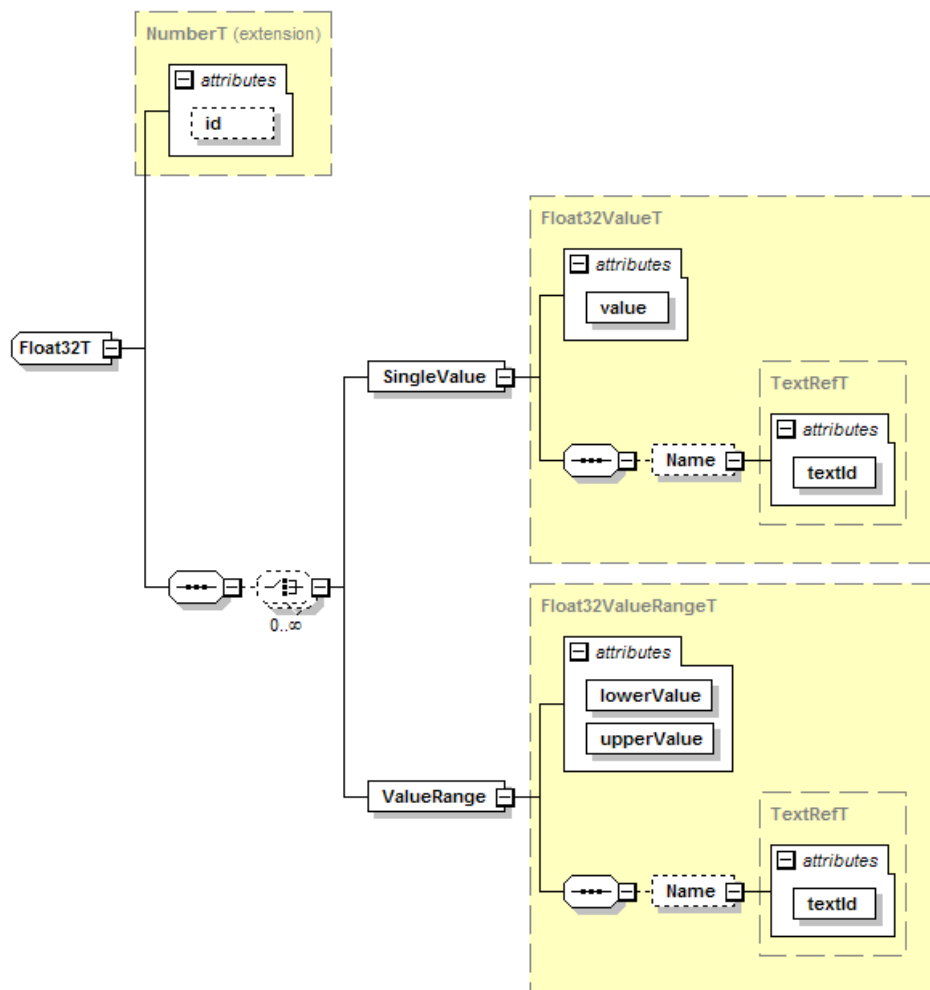 NumberT (extension)
attributes
id
Float32T
Float32ValueT
attributes
value
SingleValue
TextRefT
attributes
Name
textId
0..∞
Float32ValueRangeT
attributes
lowerValue
upperValue
ValueRange
TextRefT
attributes
Name
textId